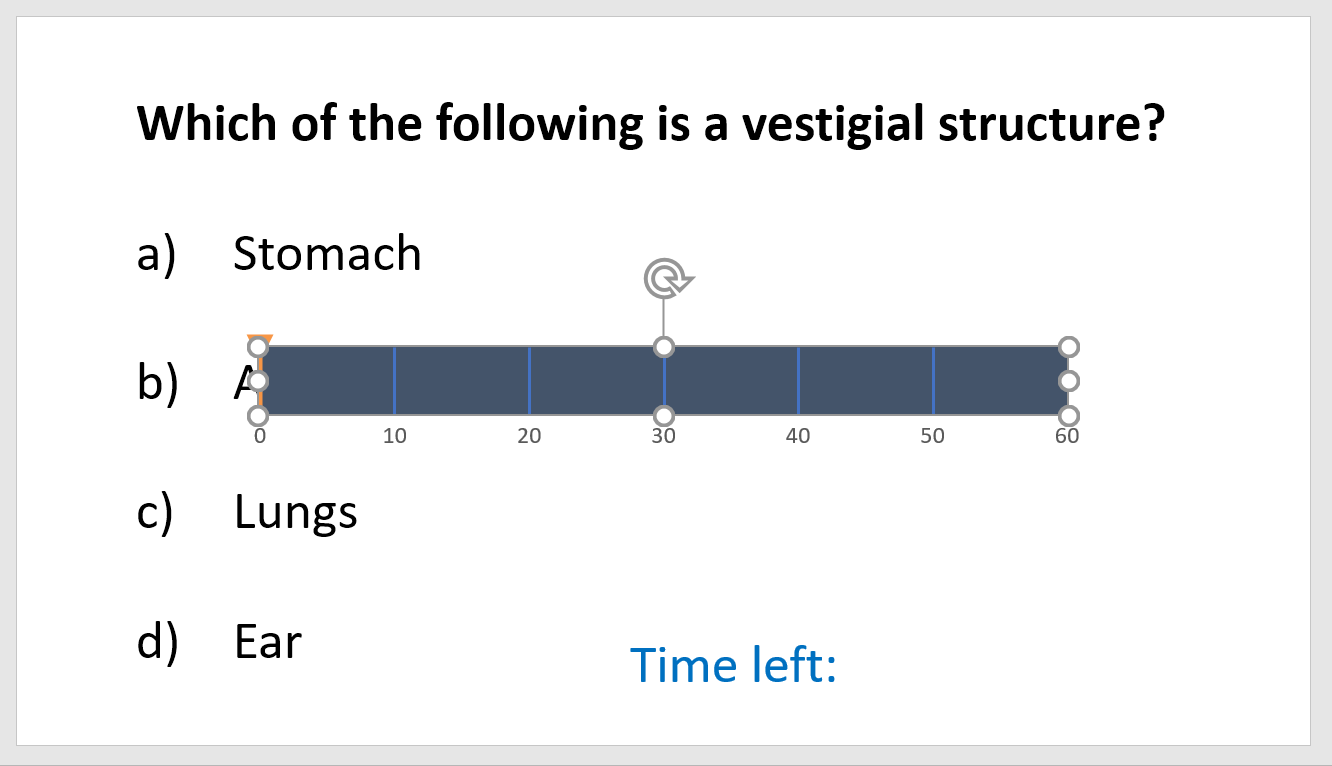 Which of the following is a vestigial structure?
a) Stomach
b) A
0 10 20 30 40 50 60
c) Lungs
d) Ear
Time left: